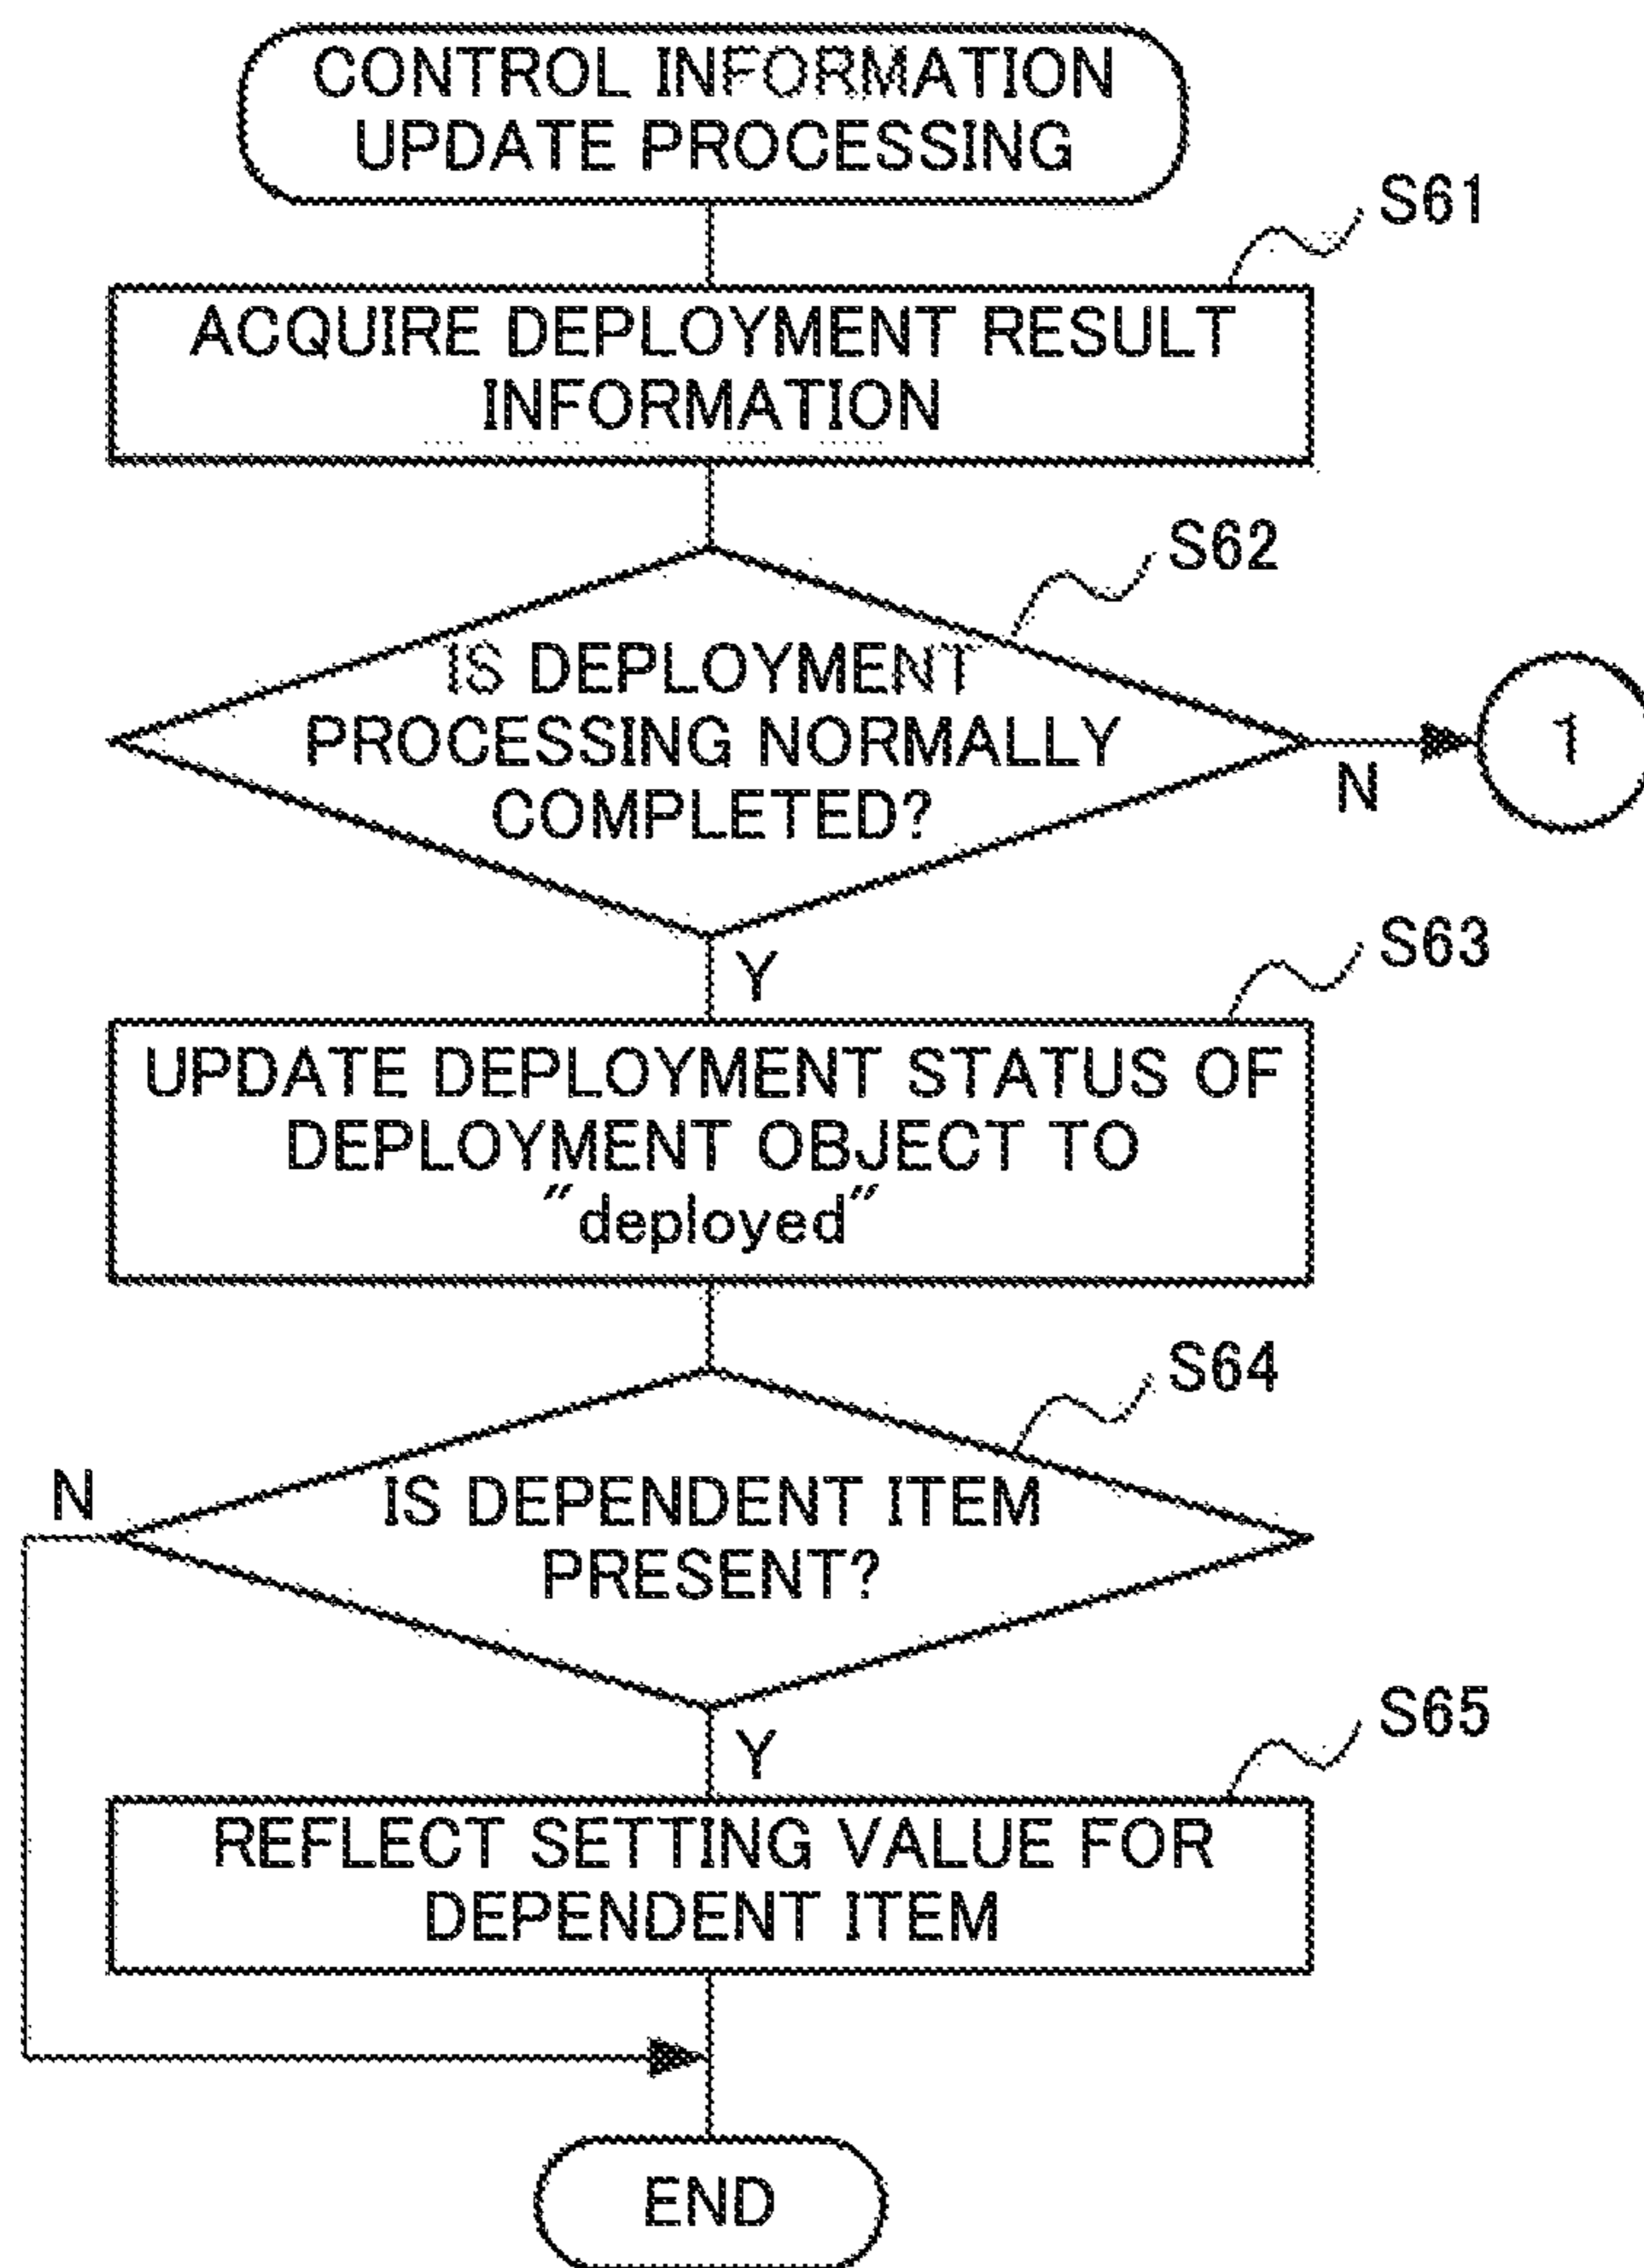 CONTROL INFORMATION
UPDATE PROCESSING
S61
ACQUIRE DEPLOYMENT RESULT
INFORMATION
S62
IS DEPLOYMENT
PROCESSING NORMALLY
COMPLETED?
N
1
Y
S63
UPDATE DEPLOYMENT STATUS OF
DEPLOYMENT OBJECT TO
"deployed"
S64
N
IS DEPENDENT ITEM
PRESENT?
Y
S65
REFLECT SETTING VALUE FOR
DEPENDENT ITEM
END